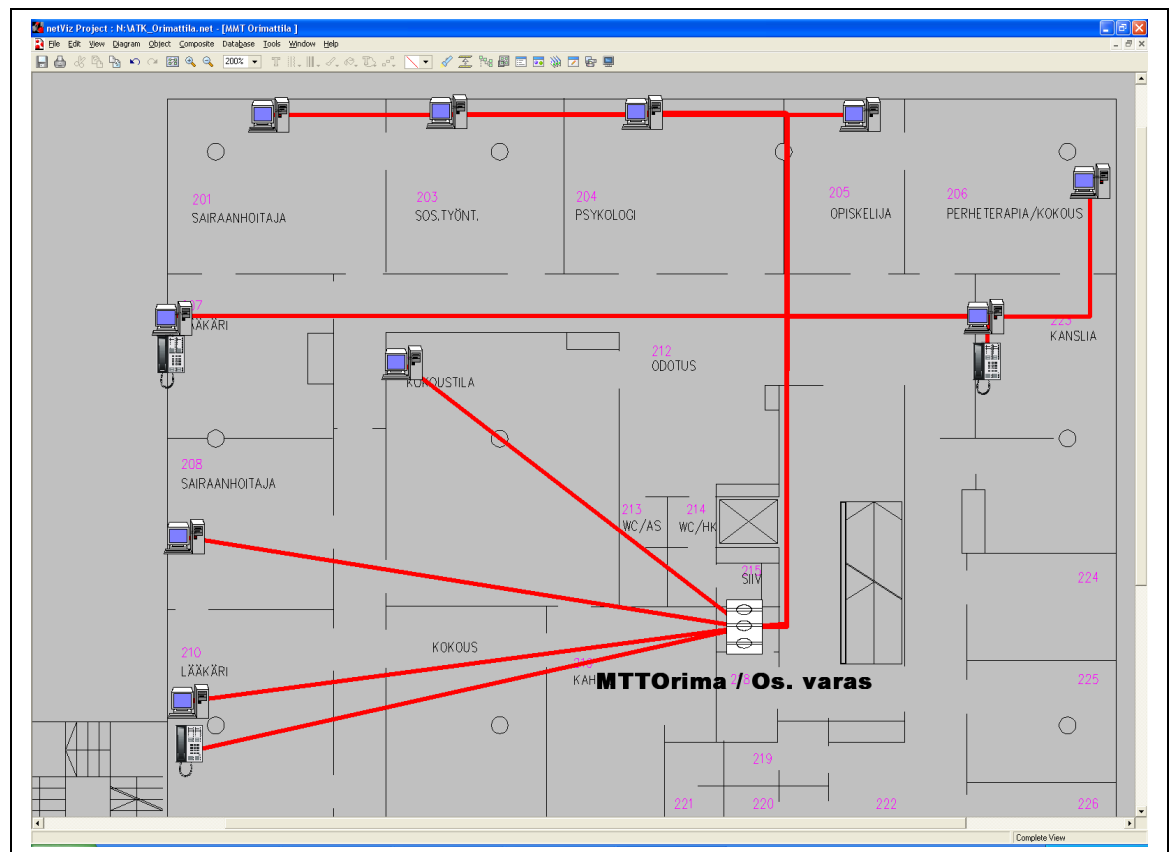 netViz Project : N:\ATK_Orimattila.net - [MMT Orimattila ]
File Edit View Diagram Object Composite Database Tools Window Help
200%
201
SAIRAANHOITAJA
203
SOS.TYÖNT.
204
PSYKOLOGI
205
OPISKELIJA
206
PERHETERAPIA/KOKOUS
223
KANSLIA
212
ODOTUS
KOKOUSTILA
208
SAIRAANHOITAJA
213
WC/AS
214
WC/HK
215
SIIV
224
KOKOUS
210
LÄÄKÄRI
MTTOrima / Os. varas
225
219
221
220
222
226
Complete View